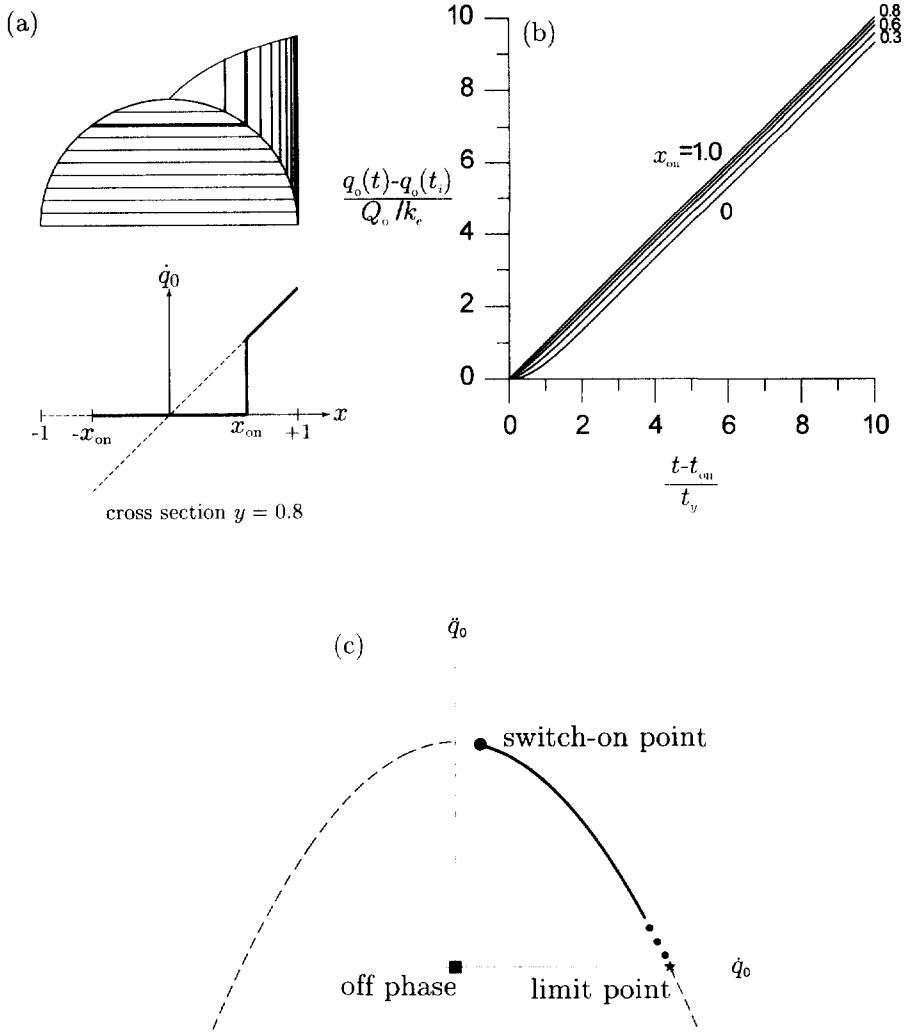 (a)
q̇₀
-1 -x_on x_on +1 x
cross section y = 0.8
(b)
10
8
6
4
2
0
q_o(t)-q_o(t_i)
Q_o/k_e
0.8
0.6
0.3
x_on=1.0
0
0 2 4 6 8 10
t-t_on
t_y
(c)
q̈₀
switch-on point
off phase
limit point
q̇₀